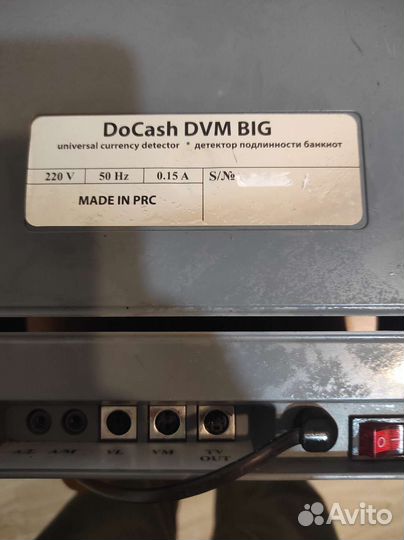 DoCash DVM BIG
universal currency detector * детектор подлинности банкнот
220 V 50 Hz 0.15 A S/№
MADE IN PRC
A/M VL VM TV
OUT
Avito